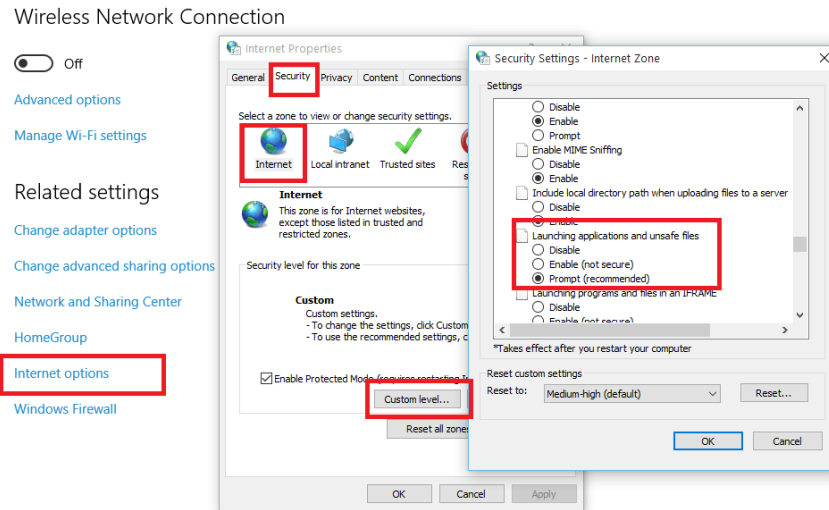 Wireless Network Connection
Off
Advanced options
Manage Wi-Fi settings
Related settings
Change adapter options
Change advanced sharing options
Network and Sharing Center
HomeGroup
Internet options
Windows Firewall
Internet Properties
General
Security
Privacy
Content
Connections
Select a zone to view or change security settings.
Internet
Local intranet
Trusted sites
Internet
This zone is for Internet websites,
except those listed in trusted and
restricted zones.
Security level for this zone
Custom
Custom settings.
- To change the settings, click Custom
- To use the recommended settings, c
Enable Protected Mode (requires restarting
Custom level...
Reset all zones
OK
Cancel
Apply
Security Settings - Internet Zone
Settings
Disable
Enable
Prompt
Enable MIME Sniffing
Disable
Enable
Include local directory path when uploading files to a server
Disable
Enable
Launching applications and unsafe files
Disable
Enable (not secure)
Prompt (recommended)
Launching programs and files in an IFRAME
Disable
Enable (not secure)
*Takes effect after you restart your computer
Reset custom settings
Reset to:
Medium-high (default)
Reset...
OK
Cancel